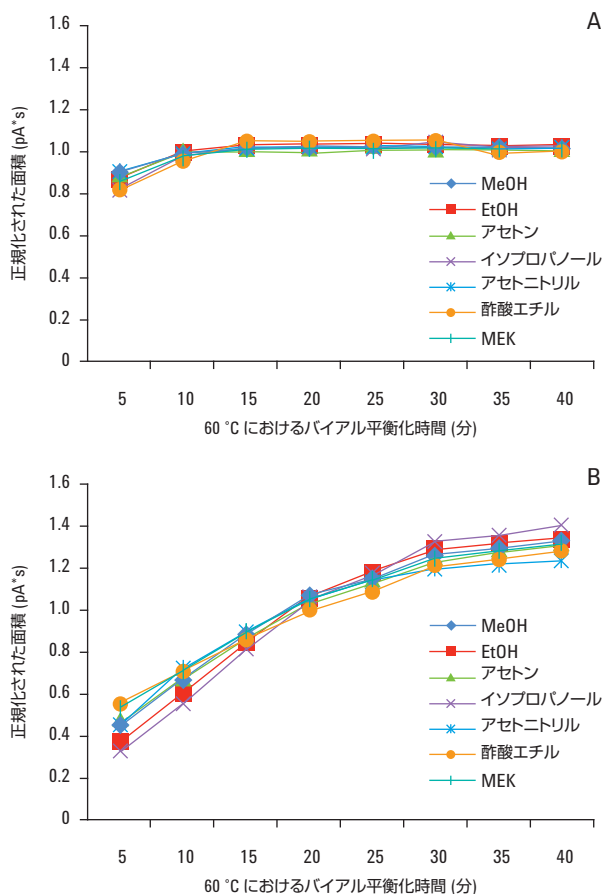 A
正規化された面積 (pA*s)
1.6
1.4
1.2
1.0
0.8
0.6
0.4
0.2
0
MeOH
EtOH
アセトン
イソプロパノール
アセトニトリル
酢酸エチル
MEK
5 10 15 20 25 30 35 40
60 °C におけるバイアル平衡化時間 (分)
B
正規化された面積 (pA*s)
1.6
1.4
1.2
1.0
0.8
0.6
0.4
0.2
0
MeOH
EtOH
アセトン
イソプロパノール
アセトニトリル
酢酸エチル
MEK
5 10 15 20 25 30 35 40
60 °C におけるバイアル平衡化時間 (分)